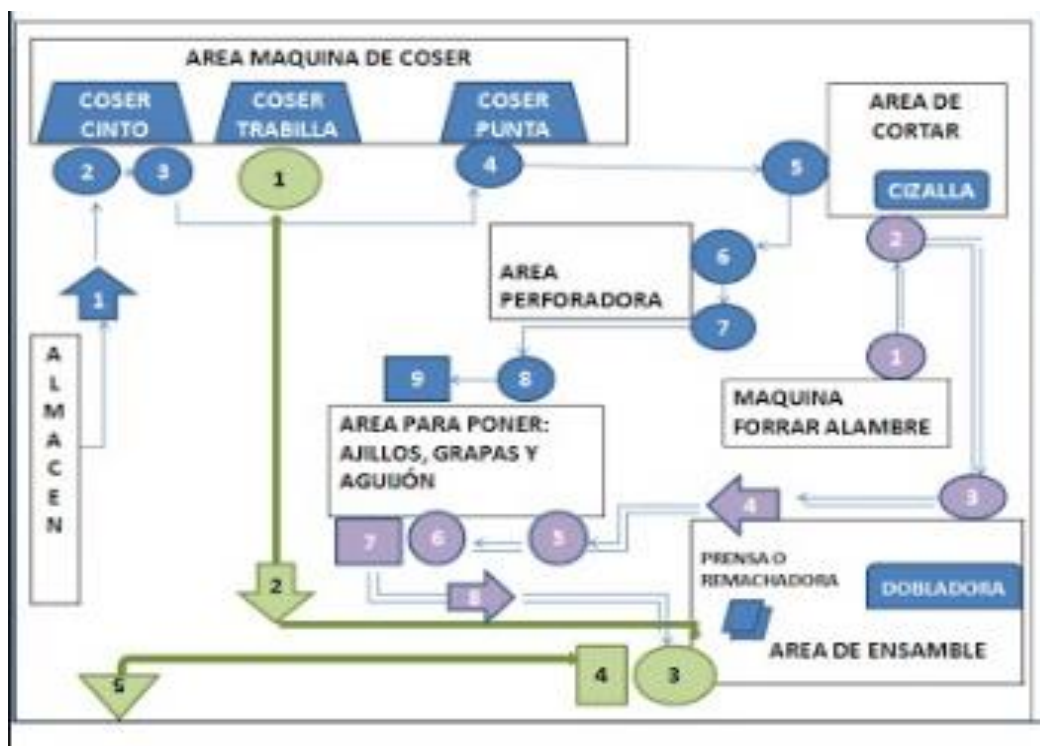 AREA MAQUINA DE COSER
COSER
CINTO
COSER
TRABILLA
COSER
PUNTA
AREA DE
CORTAR
CIZALLA
2
3
1
4
5
2
6
AREA
PERFORADORA
7
1
1
A
L
M
A
C
E
N
9
8
MAQUINA
FORRAR ALAMBRE
AREA PARA PONER:
AJILLOS, GRAPAS Y
AGUIJÓN
3
4
5
6
7
PRENSA O
REMACHADORA
DOBLADORA
8
2
AREA DE ENSAMBLE
4
3
5